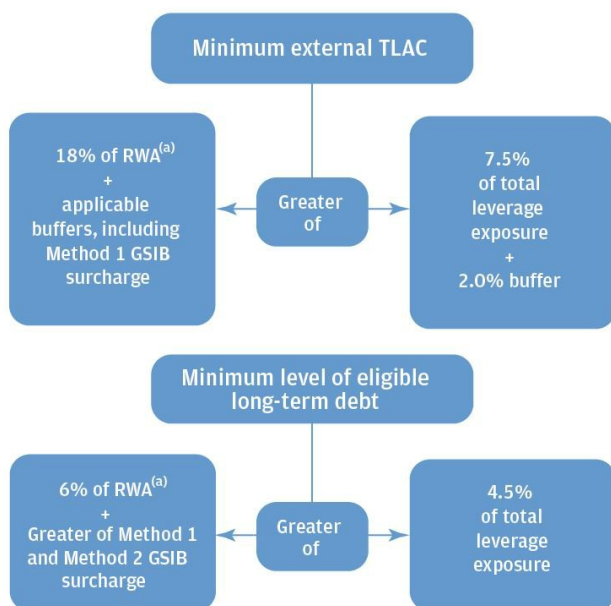 Minimum external TLAC
18% of RWA(a)
+
applicable
buffers, including
Method 1 GSIB
surcharge
Greater
of
7.5%
of total
leverage
exposure
+
2.0% buffer
Minimum level of eligible
long-term debt
6% of RWA(a)
+
Greater of Method 1
and Method 2 GSIB
surcharge
Greater
of
4.5%
of total
leverage
exposure